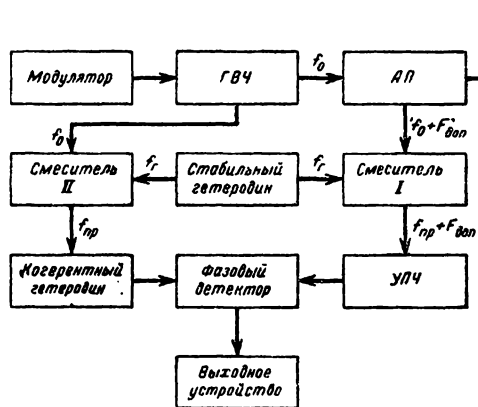 Модулятор
ГВЧ
f₀
АП
f₀
f₀+Fдоп
Смеситель
II
fг
Стабильный
гетеродин
fг
Смеситель
I
fпр
fпр+Fдоп
Когерентный
гетеродин
Фазовый
детектор
УПЧ
Выходное
устройство